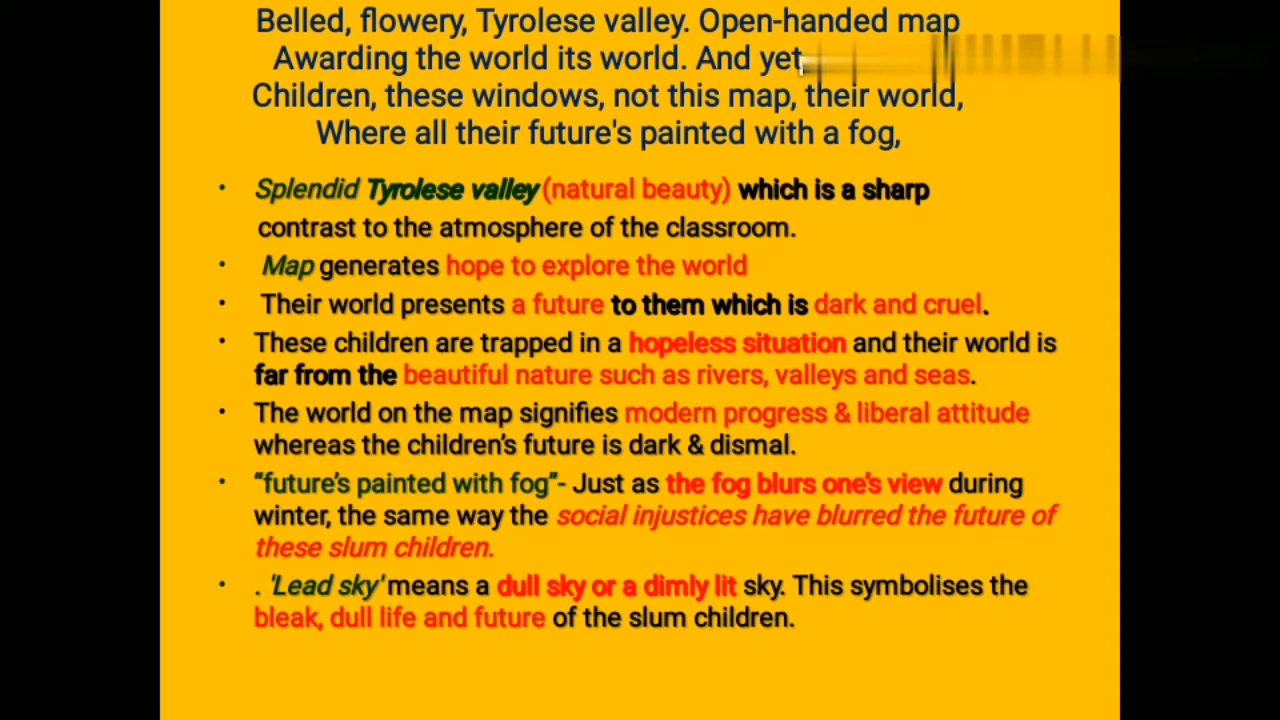 Belled, flowery, Tyrolese valley. Open-handed map
Awarding the world its world. And yet,
Children, these windows, not this map, their world,
Where all their future's painted with a fog,
• Splendid Tyrolese valley (natural beauty) which is a sharp
contrast to the atmosphere of the classroom.
• Map generates hope to explore the world
• Their world presents a future to them which is dark and cruel.
• These children are trapped in a hopeless situation and their world is
far from the beautiful nature such as rivers, valleys and seas.
• The world on the map signifies modern progress & liberal attitude
whereas the children’s future is dark & dismal.
• “future’s painted with fog”- Just as the fog blurs one’s view during
winter, the same way the social injustices have blurred the future of
these slum children.
• . 'Lead sky' means a dull sky or a dimly lit sky. This symbolises the
bleak, dull life and future of the slum children.